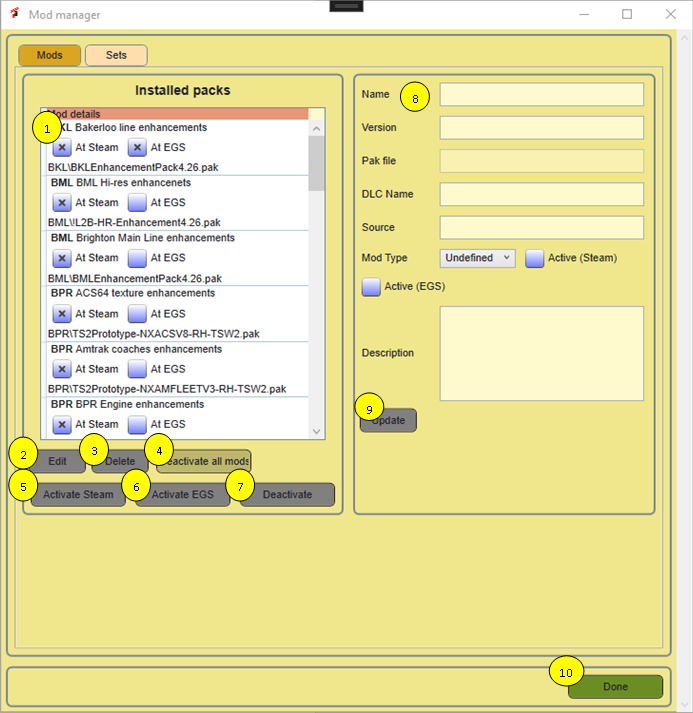 Mod manager
Mods
Sets
Installed packs
Mod details
1
KL Bakerloo line enhancements
At Steam
At EGS
BKL\BKLEnhancementPack4.26.pak
BML BML Hi-res enhancenets
At Steam
At EGS
BML\!L2B-HR-Enhancement4.26.pak
BML Brighton Main Line enhancements
At Steam
At EGS
BML\BMLEnhancementPack4.26.pak
BPR ACS64 texture enhancements
At Steam
At EGS
BPR\TS2Prototype-NXACSV8-RH-TSW2.pak
BPR Amtrak coaches enhancements
At Steam
At EGS
BPR\TS2Prototype-NXAMFLEETV3-RH-TSW2.pak
BPR BPR Engine enhancements
At Steam
At EGS
2
Edit
3
Delete
4
eactivate all mods
5
Activate Steam
6
Activate EGS
7
Deactivate
Name
8
Version
Pak file
DLC Name
Source
Mod Type
Undefined
Active (Steam)
Active (EGS)
Description
9
Update
10
Done